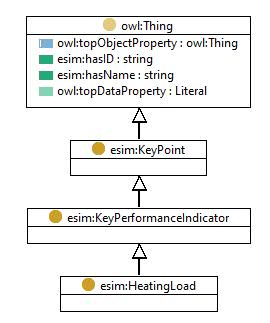 owl:Thing
owl:topObjectProperty : owl:Thing
esim:hasID : string
esim:hasName : string
owl:topDataProperty : Literal
esim:KeyPoint
esim:KeyPerformanceIndicator
esim:HeatingLoad